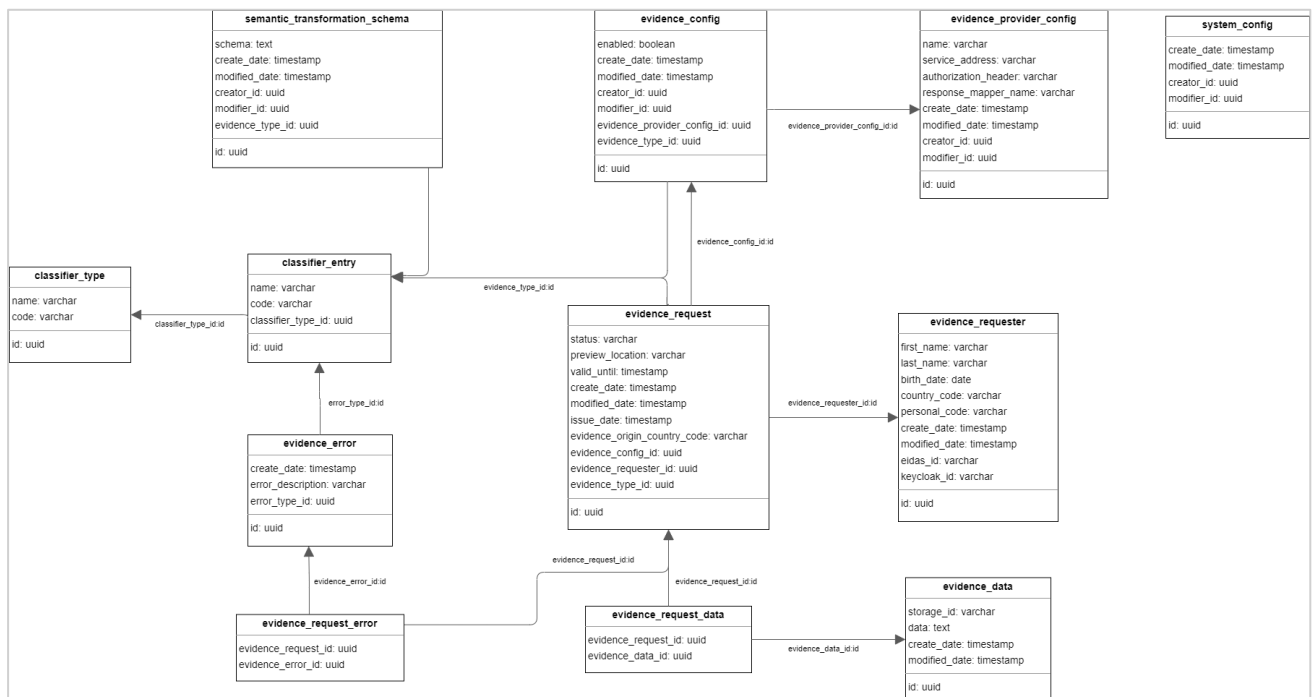 semantic_transformation_schema
schema: text
create_date: timestamp
modified_date: timestamp
creator_id: uuid
modifier_id: uuid
evidence_type_id: uuid
id: uuid
evidence_config
enabled: boolean
create_date: timestamp
modified_date: timestamp
creator_id: uuid
modifier_id: uuid
evidence_provider_config_id: uuid
evidence_type_id: uuid
id: uuid
evidence_provider_config_id:id
evidence_provider_config
name: varchar
service_address: varchar
authorization_header: varchar
response_mapper_name: varchar
create_date: timestamp
modified_date: timestamp
creator_id: uuid
modifier_id: uuid
id: uuid
system_config
create_date: timestamp
modified_date: timestamp
creator_id: uuid
modifier_id: uuid
id: uuid
evidence_config_id:id
classifier_type
name: varchar
code: varchar
id: uuid
classifier_type_id:id
classifier_entry
name: varchar
code: varchar
classifier_type_id: uuid
id: uuid
evidence_type_id:id
evidence_request
status: varchar
preview_location: varchar
valid_until: timestamp
create_date: timestamp
modified_date: timestamp
issue_date: timestamp
evidence_origin_country_code: varchar
evidence_config_id: uuid
evidence_requester_id: uuid
evidence_type_id: uuid
id: uuid
evidence_requester_id:id
evidence_requester
first_name: varchar
last_name: varchar
birth_date: date
country_code: varchar
personal_code: varchar
create_date: timestamp
modified_date: timestamp
eidas_id: varchar
keycloak_id: varchar
id: uuid
error_type_id:id
evidence_error
create_date: timestamp
error_description: varchar
error_type_id: uuid
id: uuid
evidence_error_id:id
evidence_request_id:id
evidence_request_id:id
evidence_request_error
evidence_request_id: uuid
evidence_error_id: uuid
evidence_request_data
evidence_request_id: uuid
evidence_data_id: uuid
evidence_data_id:id
evidence_data
storage_id: varchar
data: text
create_date: timestamp
modified_date: timestamp
id: uuid